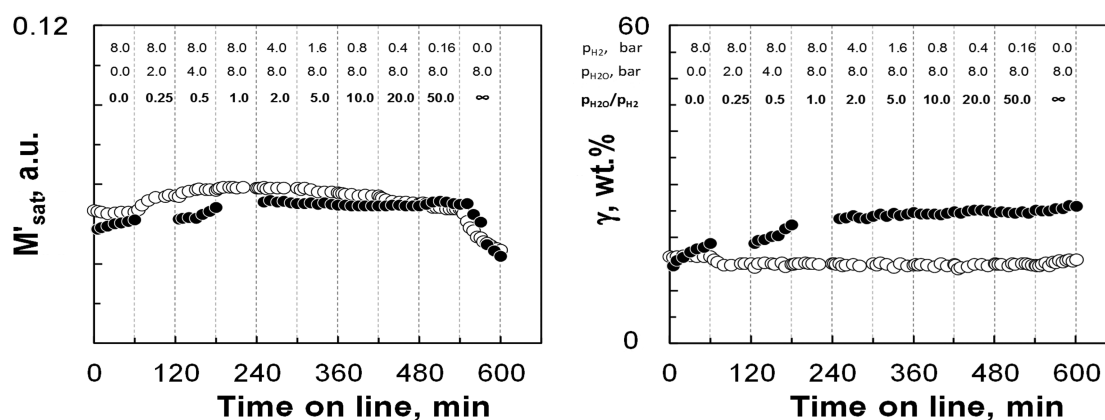 0.12
8.0 8.0 8.0 8.0 4.0 1.6 0.8 0.4 0.16 0.0
0.0 2.0 4.0 8.0 8.0 8.0 8.0 8.0 8.0 8.0
0.0 0.25 0.5 1.0 2.0 5.0 10.0 20.0 50.0 ∞
M'sat, a.u.
0 120 240 360 480 600
Time on line, min
60
pH2, bar 8.0 8.0 8.0 8.0 4.0 1.6 0.8 0.4 0.16 0.0
pH2O, bar 0.0 2.0 4.0 8.0 8.0 8.0 8.0 8.0 8.0 8.0
pH2O/pH2 0.0 0.25 0.5 1.0 2.0 5.0 10.0 20.0 50.0 ∞
γ, wt.%
0
0 120 240 360 480 600
Time on line, min